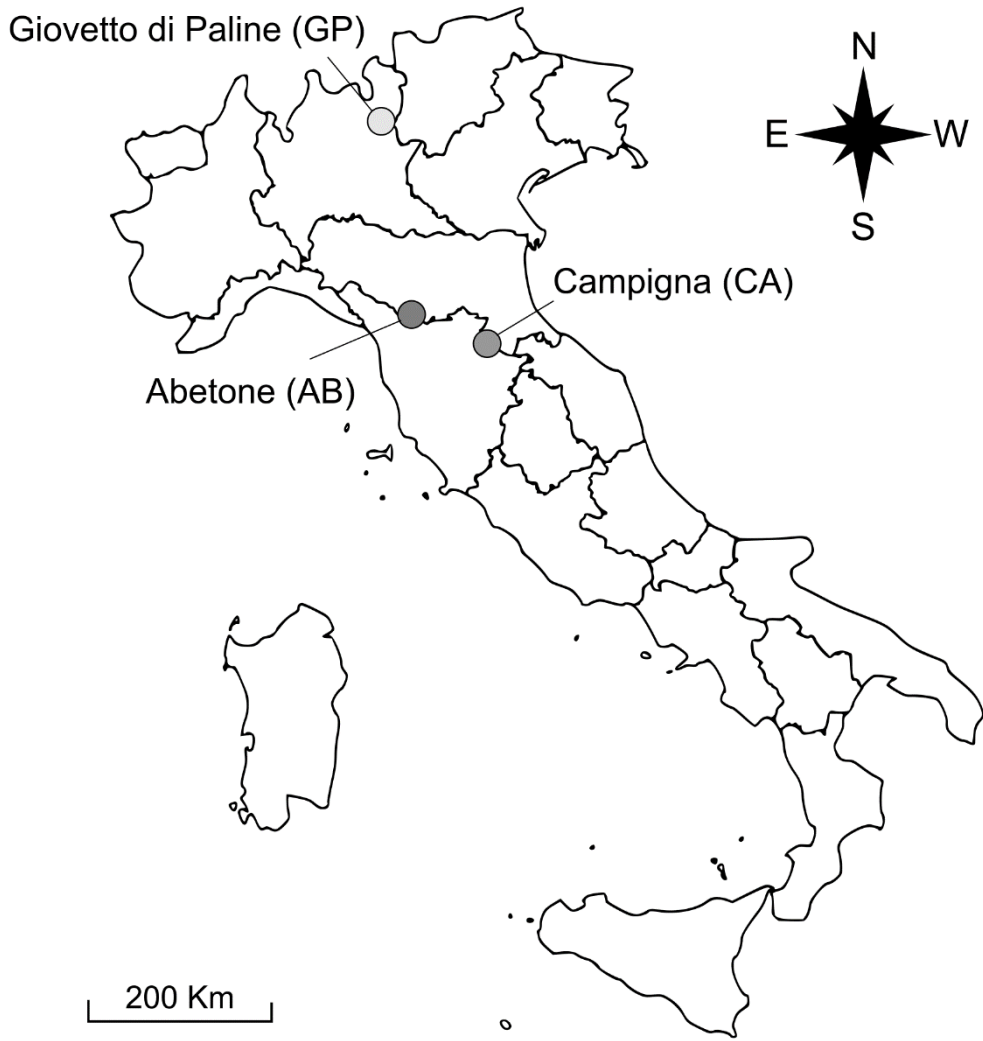 Giovetto di Paline (GP)
N
E
W
S
Campigna (CA)
Abetone (AB)
200 Km